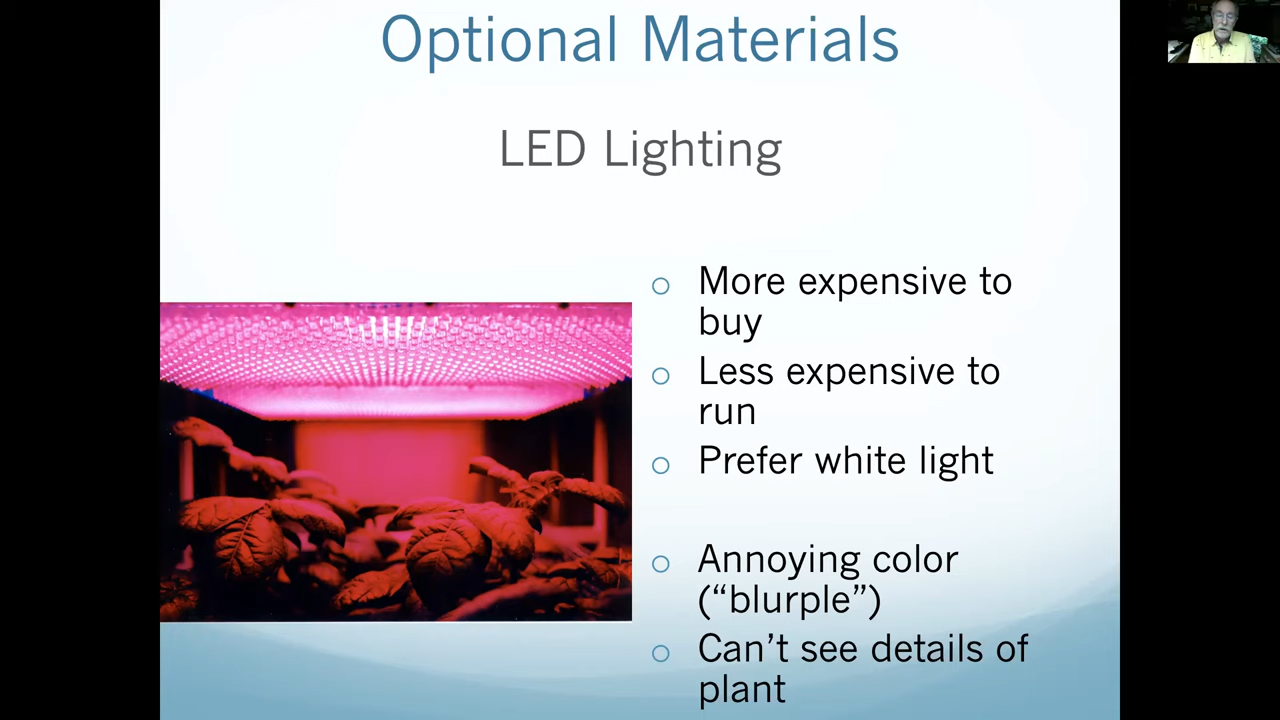 Optional Materials
LED Lighting
More expensive to
buy
Less expensive to
run
Prefer white light
Annoying color
(“blurple”)
Can’t see details of
plant